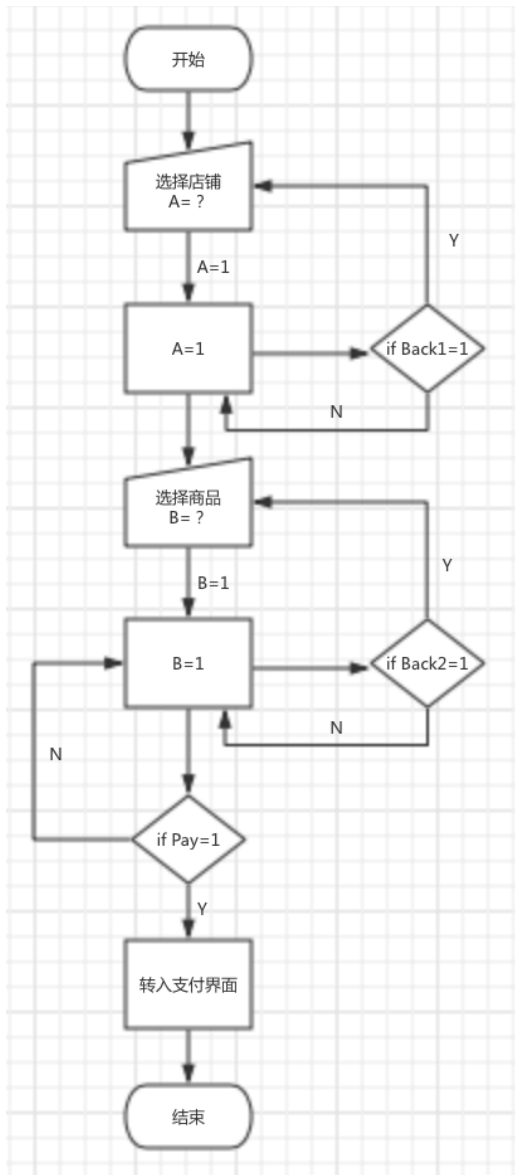 开始
选择店铺
A=？
Y
A=1
A=1
if Back1=1
N
选择商品
B=？
Y
B=1
B=1
if Back2=1
N
N
if Pay=1
Y
转入支付界面
结束